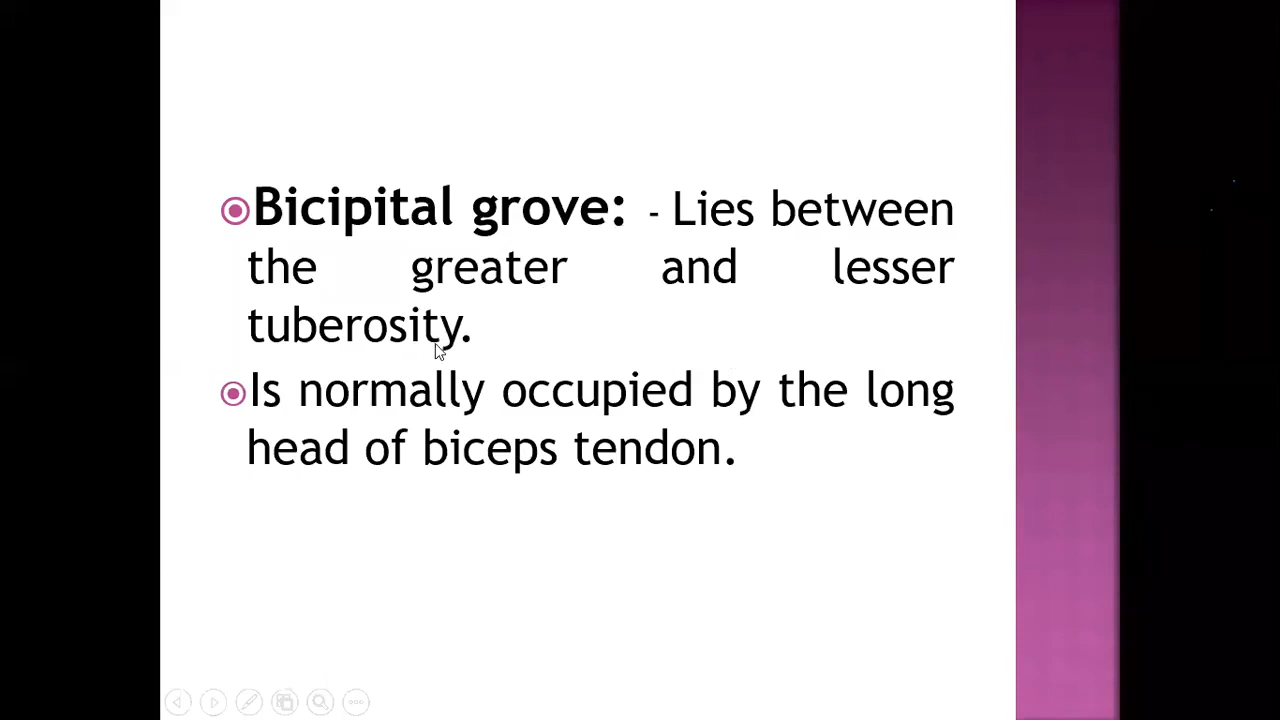 Bicipital grove: - Lies between
the greater and lesser
tuberosity.
Is normally occupied by the long
head of biceps tendon.